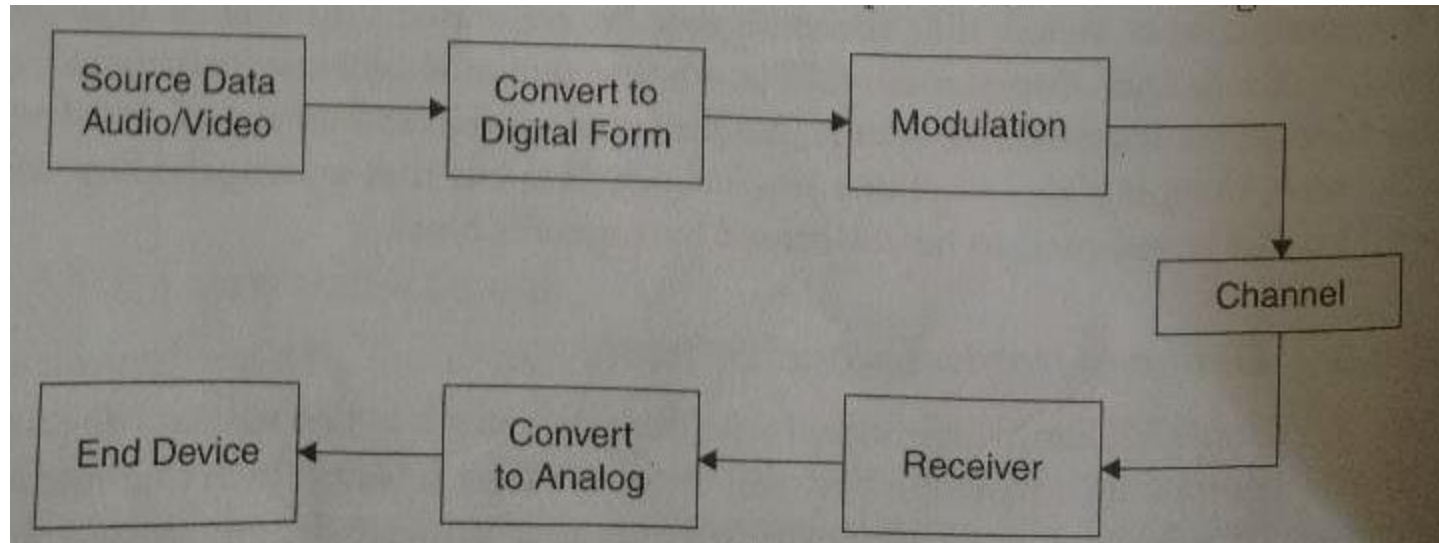 Source Data
Audio/Video
Convert to
Digital Form
Modulation
Channel
Receiver
Convert
to Analog
End Device